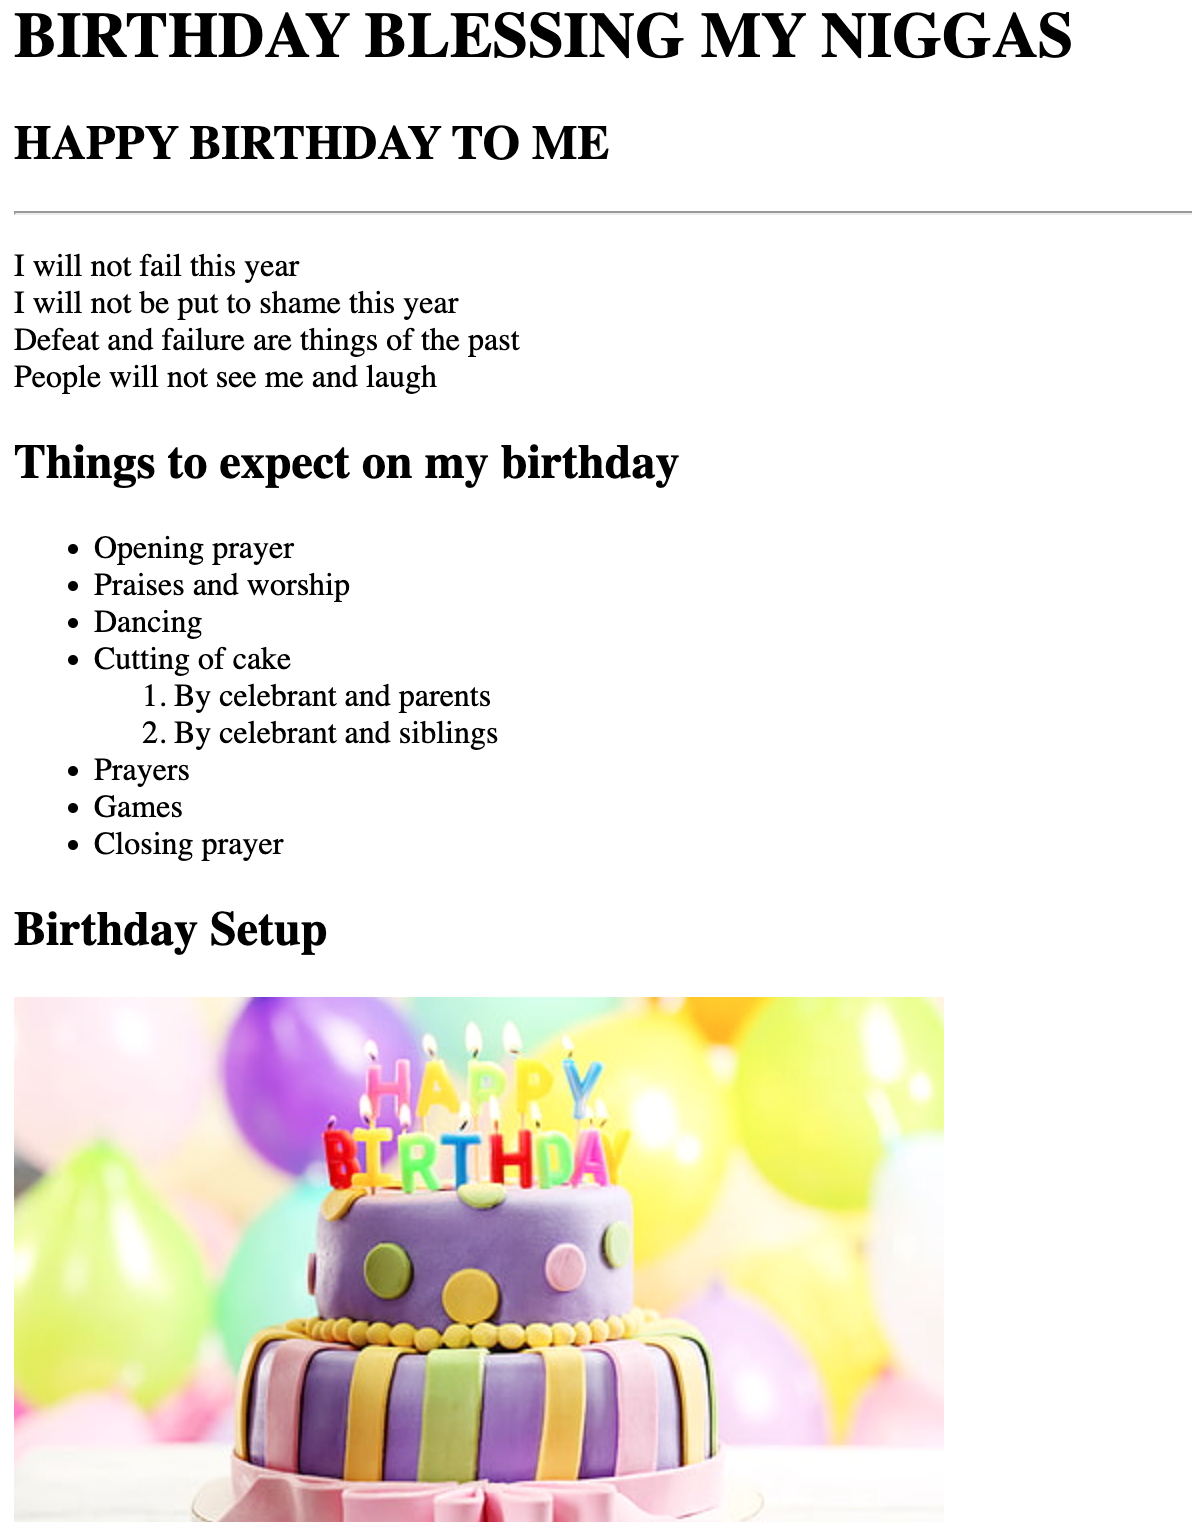 BIRTHDAY BLESSING MY NIGGAS
HAPPY BIRTHDAY TO ME
I will not fail this year
I will not be put to shame this year
Defeat and failure are things of the past
People will not see me and laugh
Things to expect on my birthday
Opening prayer
Praises and worship
Dancing
Cutting of cake
1. By celebrant and parents
2. By celebrant and siblings
Prayers
Games
Closing prayer
Birthday Setup
HAPPY
BIRTHDAY